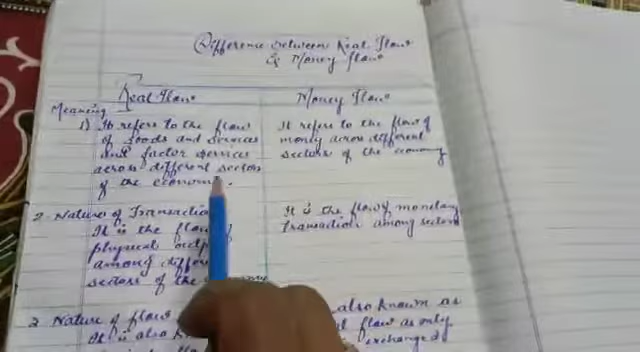 Difference between Real Flow
& Money flow
Real Flow
Money Flow
Meaning
1) It refers to the flow
of goods and services
and factor services
across different sectors
of the economy.
It refers to the flow of
money across different
sectors of the economy
2. Nature of Transaction
It is the flow of
physical
among
sectors of the
It is the flow of monetary
transaction among sectors
3 Nature of flow
It is also
also known as
flow as only
exchanged